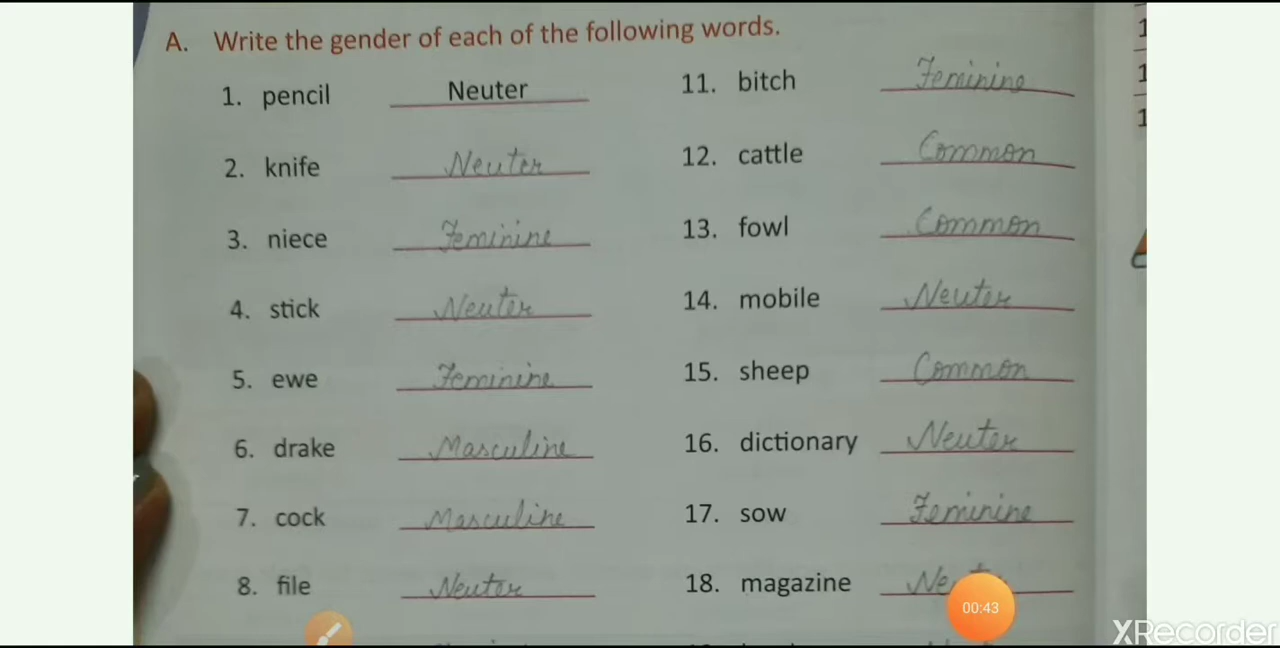 A. Write the gender of each of the following words.
1. pencil Neuter
2. knife Neuter
3. niece Feminine
4. stick Neuter
5. ewe Feminine
6. drake Masculine
7. cock Masculine
8. file Neuter
11. bitch Feminine
12. cattle Common
13. fowl Common
14. mobile Neuter
15. sheep Common
16. dictionary Neuter
17. sow Feminine
18. magazine
00:43
XRecorder